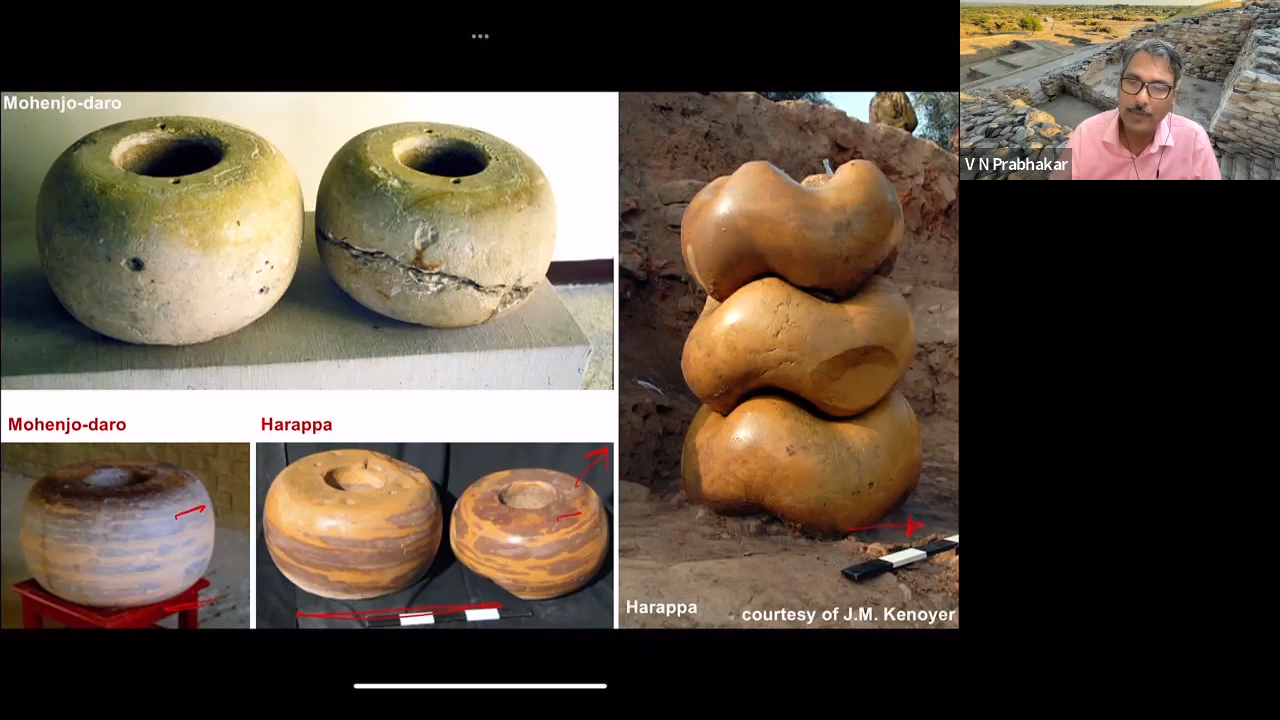 Mohenjo-daro
V N Prabhakar
Mohenjo-daro
Harappa
Harappa
courtesy of J.M. Kenoyer